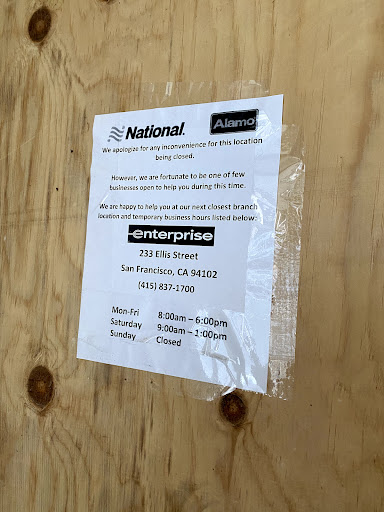 National.
Alamo
We apologize for any inconvenience for this location
being closed.
However, we are fortunate to be one of few
businesses open to help you during this time.
We are happy to help you at our next closest branch
location and temporary business hours listed below:
enterprise
233 Ellis Street
San Francisco, CA 94102
(415) 837-1700
Mon-Fri 8:00am – 6:00pm
Saturday 9:00am – 1:00pm
Sunday Closed